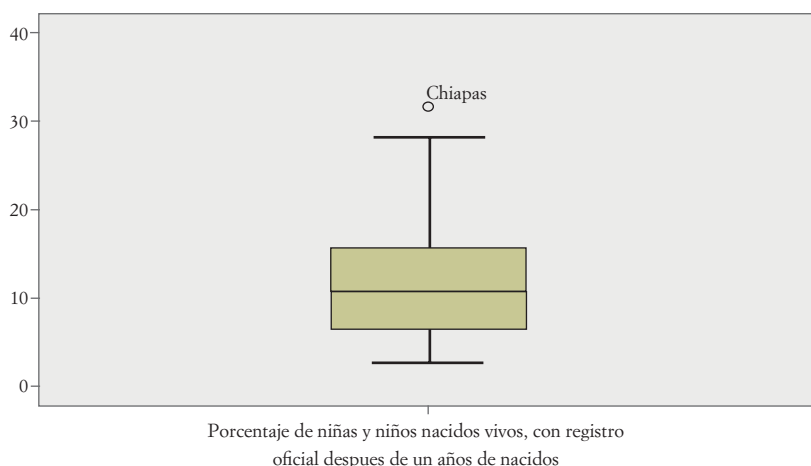 40
Chiapas
30
20
10
0
Porcentaje de niñas y niños nacidos vivos, con registro
oficial despues de un años de nacidos